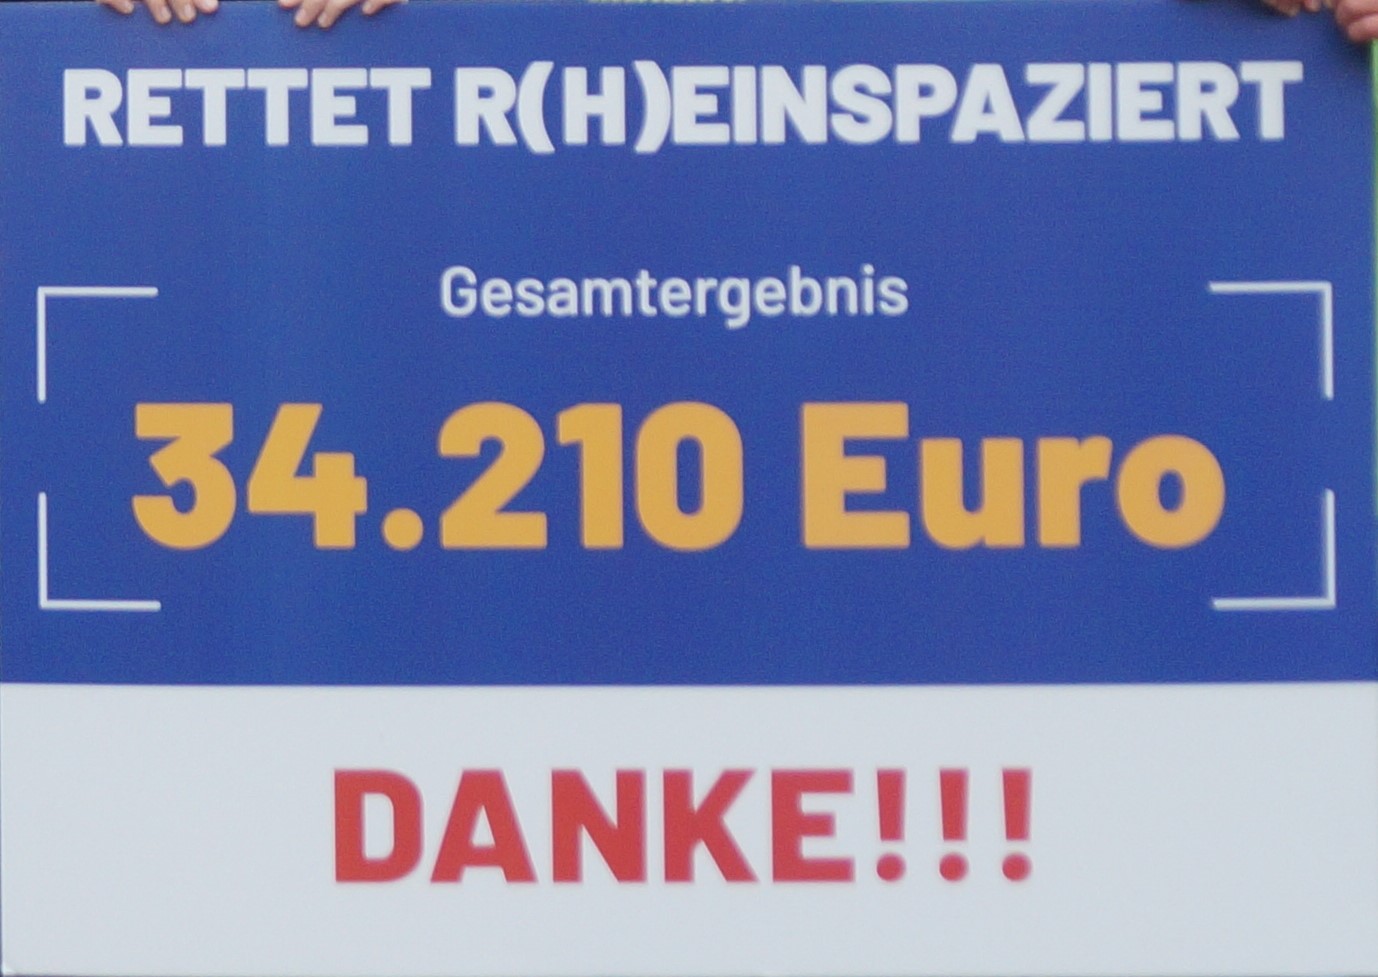 RETTET R(H)EINSPAZIERT
Gesamtergebnis
34.210 Euro
DANKE!!!